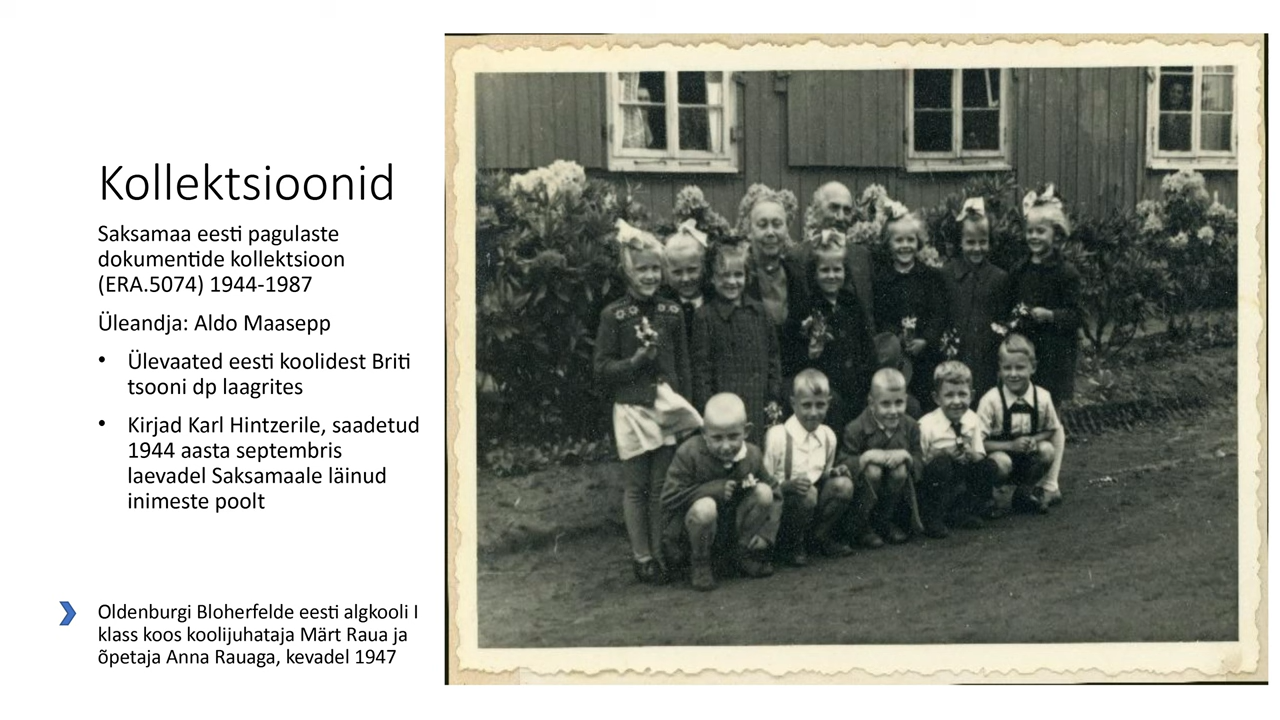 Kollektsioonid
Saksamaa eesti pagulaste
dokumentide kollektsioon
(ERA.5074) 1944-1987
Üleandja: Aldo Maasepp
• Ülevaated eesti koolidest Briti
tsooni dp laagrites
• Kirjad Karl Hintzerile, saadetud
1944 aasta septembris
laevadel Saksamaale läinud
inimeste poolt
Oldenburgi Bloherfelde eesti algkooli I
klass koos koolijuhataja Märt Raua ja
õpetaja Anna Rauaga, kevadel 1947